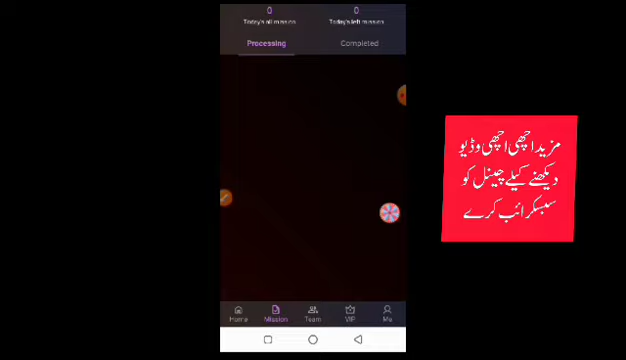 0 0
Today's all mission Today's left mission
Processing Completed
مزید اچھی اچھی وڈیو
دیکھنے کیلے چینل کو
سبسکرائب کرے
Home Mission Team VIP Me